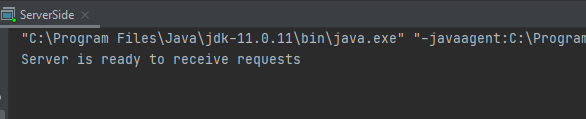 ServerSide
"C:\Program Files\Java\jdk-11.0.11\bin\java.exe" "-javaagent:C:\Program
Server is ready to receive requests